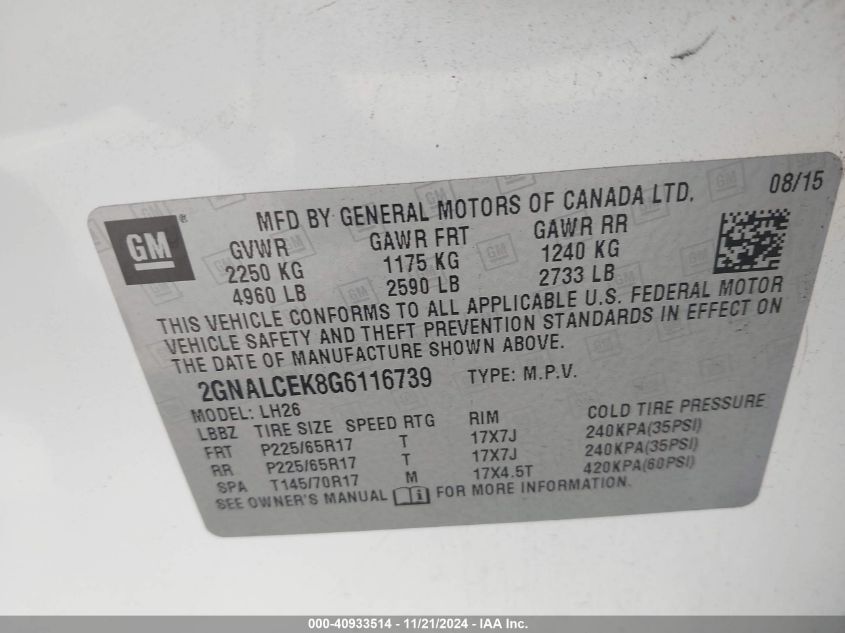 08/15
GM ®
MFD BY GENERAL MOTORS OF CANADA LTD.
GVWR GAWR FRT GAWR RR
2250 KG 1175 KG 1240 KG
4960 LB 2590 LB 2733 LB
THIS VEHICLE CONFORMS TO ALL APPLICABLE U.S. FEDERAL MOTOR
VEHICLE SAFETY AND THEFT PREVENTION STANDARDS IN EFFECT ON
THE DATE OF MANUFACTURE SHOWN ABOVE.
2GNALCEK8G6116739 TYPE: M.P.V.
MODEL: LH26
LBBZ TIRE SIZE SPEED RTG RIM COLD TIRE PRESSURE
FRT P225/65R17 T 17X7J 240KPA(35PSI)
RR P225/65R17 T 17X7J 240KPA(35PSI)
SPA T145/70R17 M 17X4.5T 420KPA(60PSI)
SEE OWNER'S MANUAL FOR MORE INFORMATION.
000-40933514 - 11/21/2024 - IAA Inc.